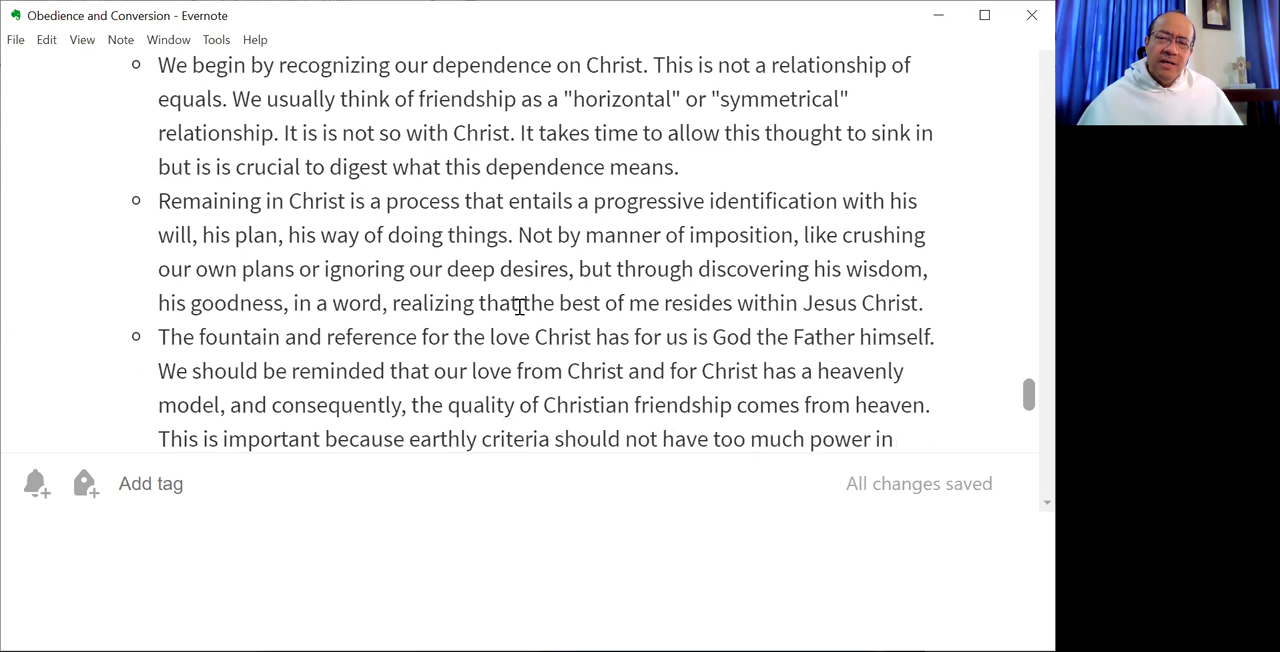 Obedience and Conversion - Evernote
File Edit View Note Window Tools Help
We begin by recognizing our dependence on Christ. This is not a relationship of
equals. We usually think of friendship as a "horizontal" or "symmetrical"
relationship. It is is not so with Christ. It takes time to allow this thought to sink in
but is is crucial to digest what this dependence means.
Remaining in Christ is a process that entails a progressive identification with his
will, his plan, his way of doing things. Not by manner of imposition, like crushing
our own plans or ignoring our deep desires, but through discovering his wisdom,
his goodness, in a word, realizing that the best of me resides within Jesus Christ.
The fountain and reference for the love Christ has for us is God the Father himself.
We should be reminded that our love from Christ and for Christ has a heavenly
model, and consequently, the quality of Christian friendship comes from heaven.
This is important because earthly criteria should not have too much power in
Add tag
All changes saved